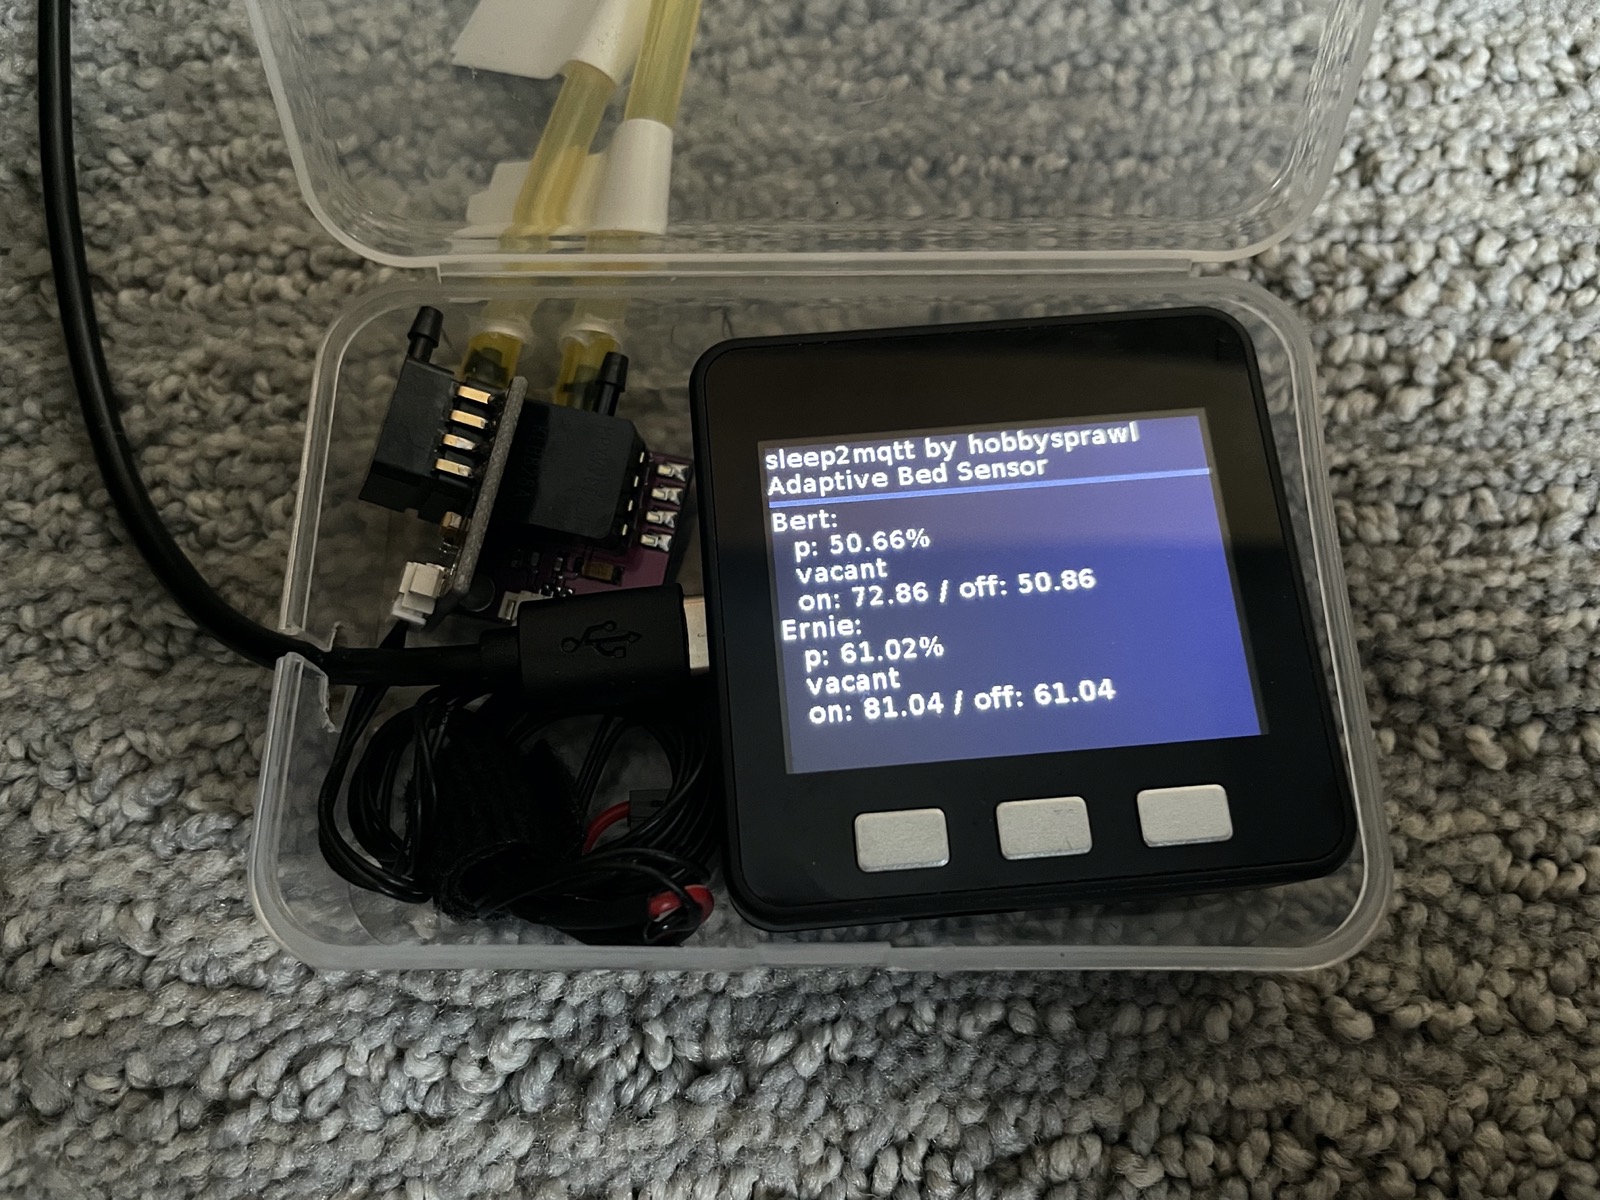 sleep2mqtt by hobbysprawl
Adaptive Bed Sensor
Bert:
p: 50.66%
vacant
on: 72.86 / off: 50.86
Ernie:
p: 61.02%
vacant
on: 81.04 / off: 61.04